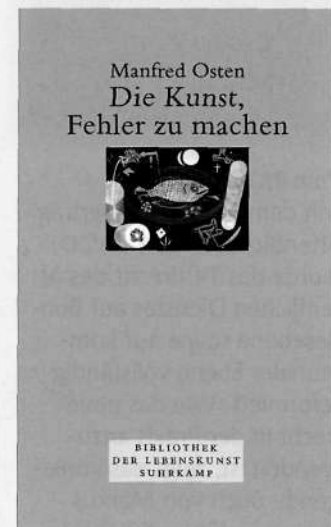 Manfred Osten
Die Kunst,
Fehler zu machen
BIBLIOTHEK
DER LEBENSKUNST
SUHRKAMP